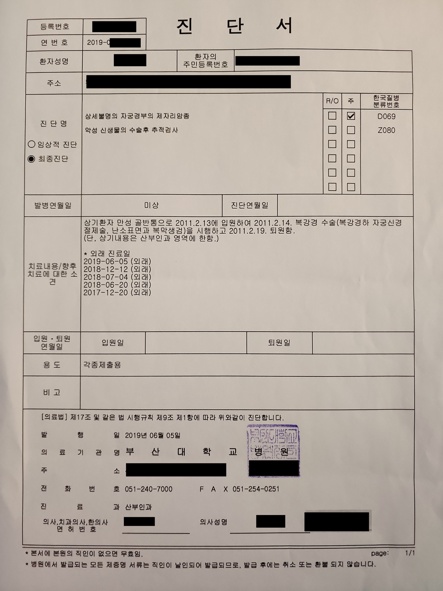 진 단 서
등록번호
연 번 호 2019-0
환자성명 환자의 주민등록번호
주소
진 단 명
○임상적 진단
◉ 최종진단
R/O 주 한국질병 분류번호
상세불명의 자궁경부의 제자리암종 D069
악성 신생물의 수술후 추적검사 Z080
발병연월일 미상 진단연월일
치료내용/향후 치료에 대한 소견
상기환자 만성 골반통으로 2011.2.13에 입원하여 2011.2.14. 복강경 수술(복강경하 자궁신경
절제술, 난소표면과 복막생검)을 시행하고 2011.2.19. 퇴원함.
(단, 상기내용은 산부인과 영역에 한함.)
* 외래 진료일
2019-06-05 (외래)
2018-12-12 (외래)
2018-07-04 (외래)
2018-06-20 (외래)
2017-12-20 (외래)
입원·퇴원 연월일 입원일 퇴원일
용 도 각종제출용
비 고
[의료법] 제17조 및 같은 법 시행규칙 제9조 제1항에 따라 위와같이 진단합니다.
발 행 일 2019년 06월 05일
의 료 기 관 명 부 산 대 학 교 병 원
주 소
전 화 번 호 051-240-7000 F A X 051-254-0251
진 료 과 산부인과
의사,치과의사,한의사 면 허 번 호 의사성명
* 본서에 본원의 직인이 없으면 무효임. page: 1/1
* 병원에서 발급되는 모든 제증명 서류는 직인이 날인되어 발급되므로, 발급 후에는 취소 또는 환불 되지 않습니다.